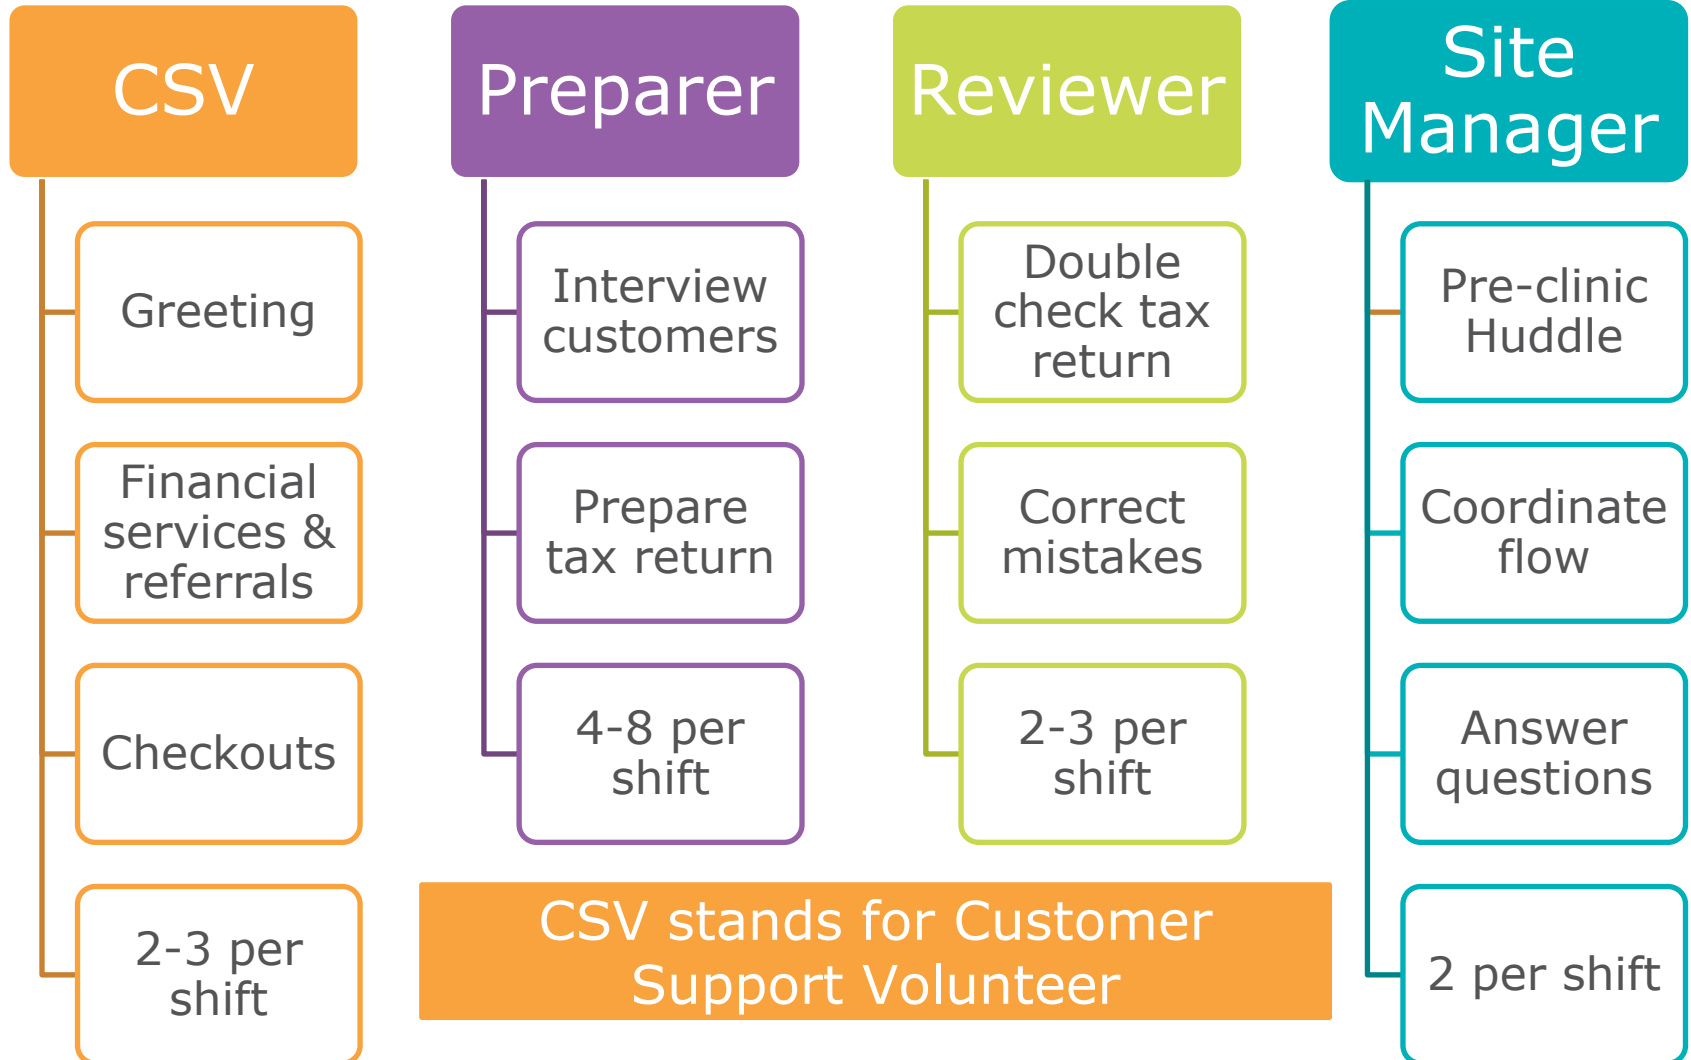 CSV
Greeting
Financial
services &
referrals
Checkouts
2-3 per
shift
Preparer
Interview
customers
Prepare
tax return
4-8 per
shift
Reviewer
Double
check tax
return
Correct
mistakes
2-3 per
shift
Site
Manager
Pre-clinic
Huddle
Coordinate
flow
Answer
questions
2 per shift
CSV stands for Customer
Support Volunteer